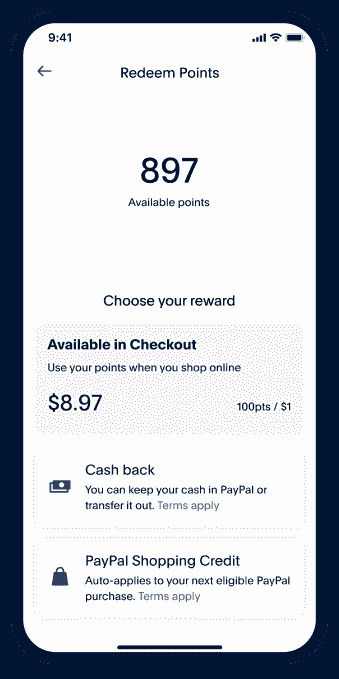 9:41
Redeem Points
897
Available points
Choose your reward
Available in Checkout
Use your points when you shop online
$8.97
100pts / $1
Cash back
You can keep your cash in PayPal or
transfer it out. Terms apply
PayPal Shopping Credit
Auto-applies to your next eligible PayPal
purchase. Terms apply